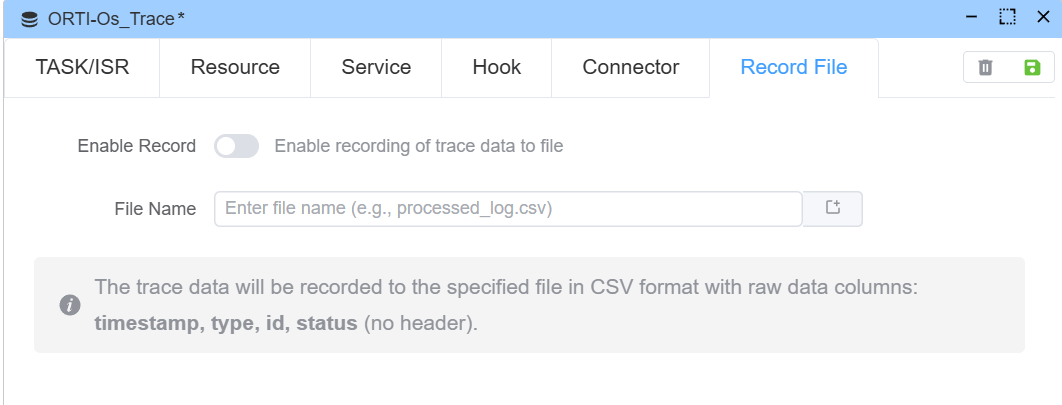 ORTI-Os_Trace*
TASK/ISR Resource Service Hook Connector Record File
Enable Record Enable recording of trace data to file
File Name Enter file name (e.g., processed_log.csv)
The trace data will be recorded to the specified file in CSV format with raw data columns:
timestamp, type, id, status (no header).